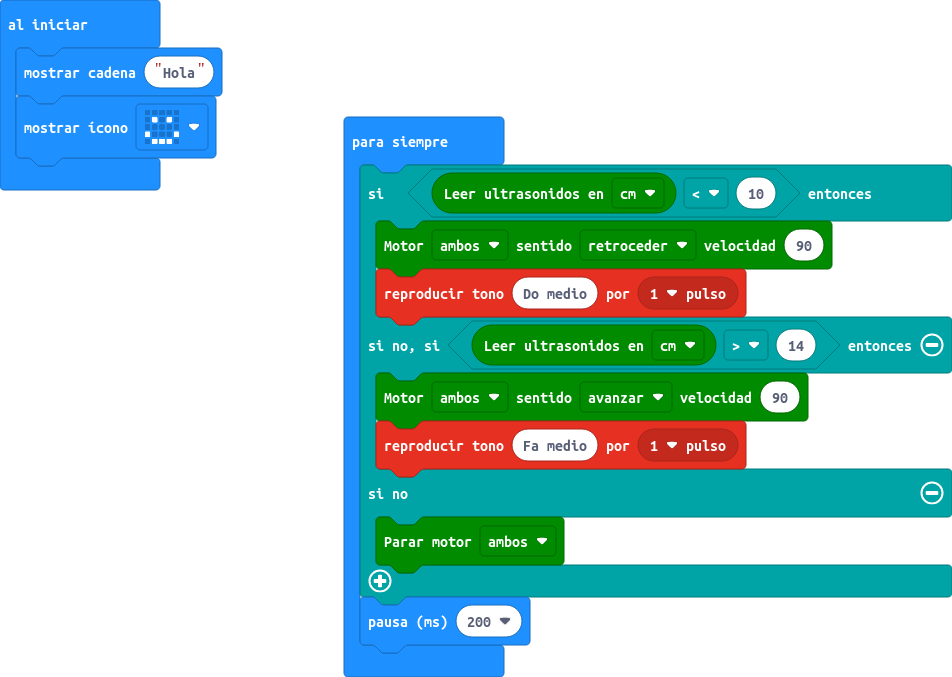 al iniciar
mostrar cadena "Hola"
mostrar ícono
para siempre
si Leer ultrasonidos en cm < 10 entonces
Motor ambos sentido retroceder velocidad 90
reproducir tono Do medio por 1 pulso
si no, si Leer ultrasonidos en cm > 14 entonces
Motor ambos sentido avanzar velocidad 90
reproducir tono Fa medio por 1 pulso
si no
Parar motor ambos
pausa (ms) 200